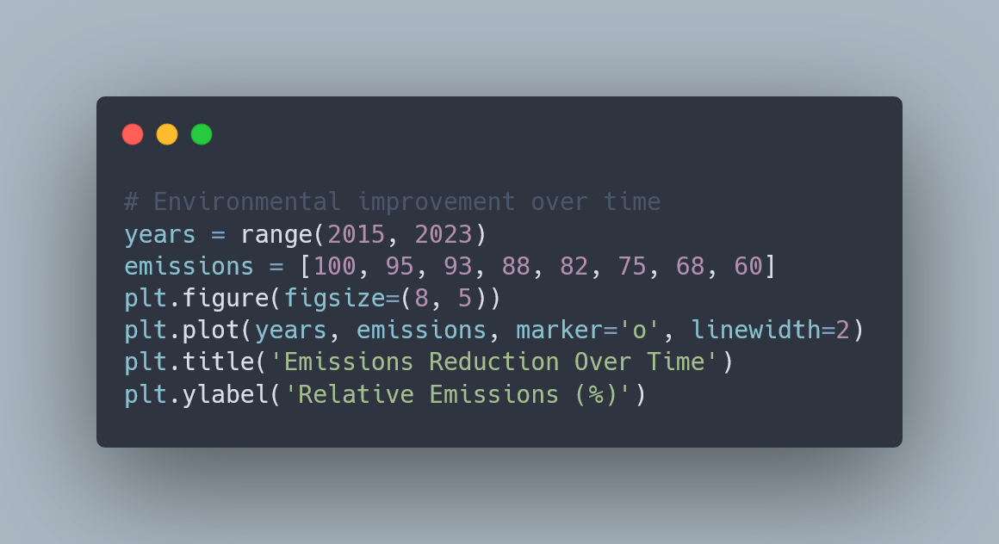 # Environmental improvement over time
years = range(2015, 2023)
emissions = [100, 95, 93, 88, 82, 75, 68, 60]
plt.figure(figsize=(8, 5))
plt.plot(years, emissions, marker='o', linewidth=2)
plt.title('Emissions Reduction Over Time')
plt.ylabel('Relative Emissions (%)')